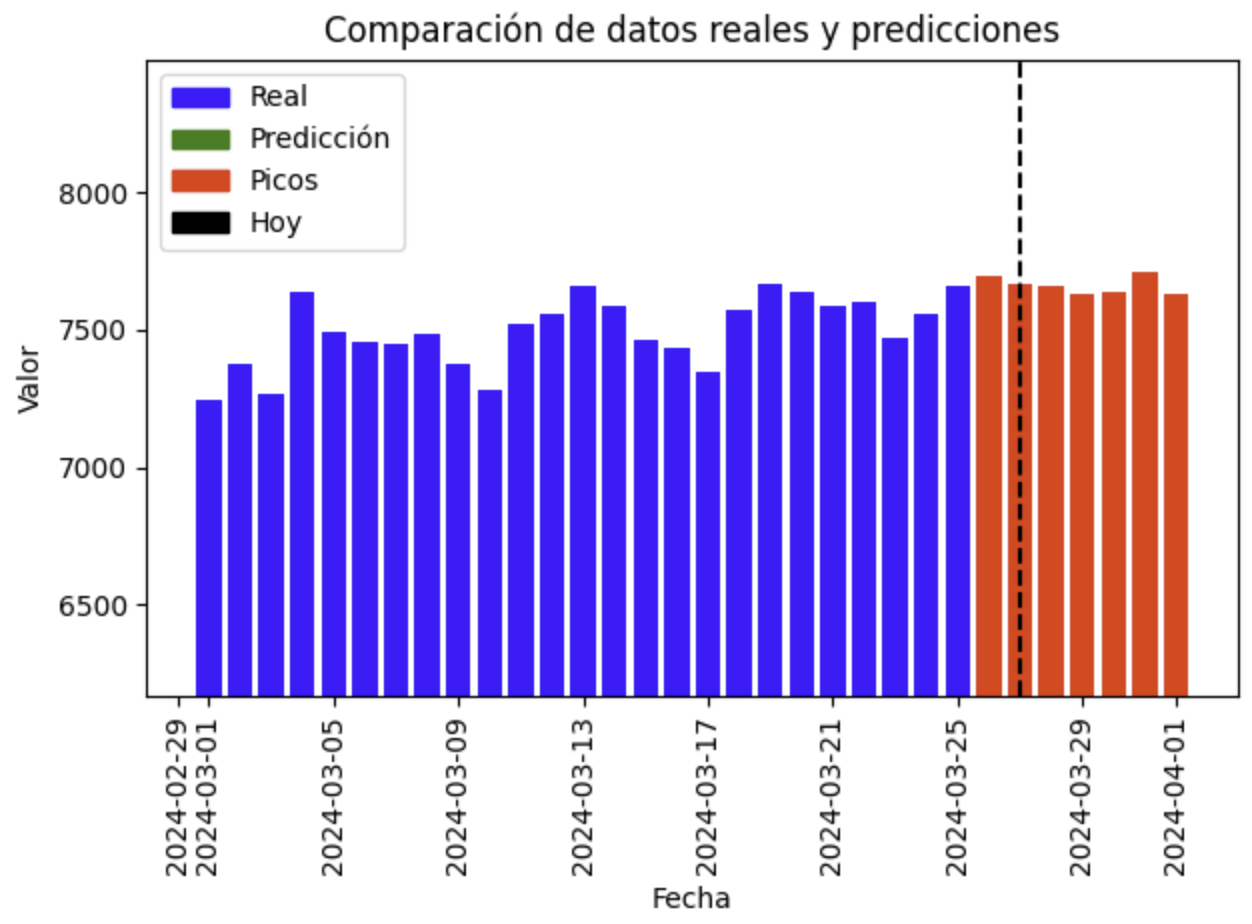 Comparación de datos reales y predicciones
Real
Predicción
Picos
Hoy
8000
7500
7000
6500
Valor
2024-02-29
2024-03-01
2024-03-05
2024-03-09
2024-03-13
2024-03-17
2024-03-21
2024-03-25
2024-03-29
2024-04-01
Fecha